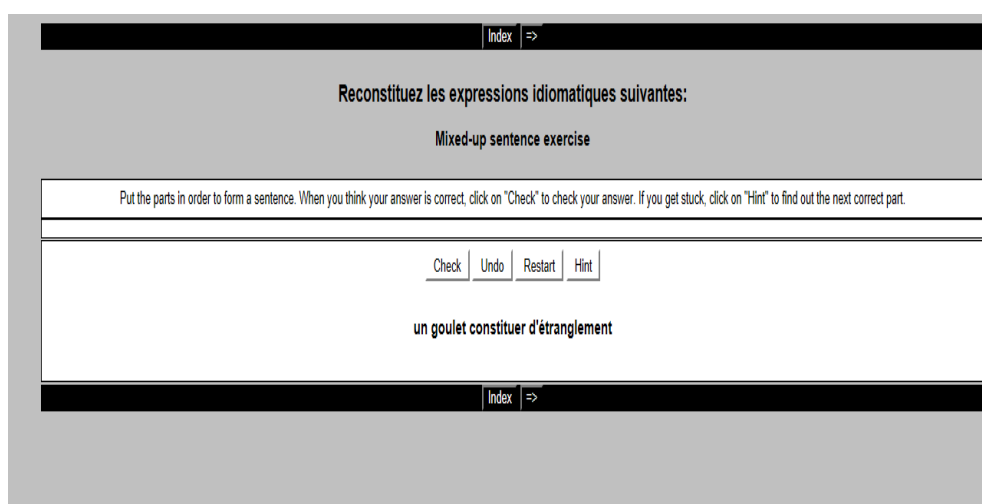 Index =>
Reconstituez les expressions idiomatiques suivantes:
Mixed-up sentence exercise
Put the parts in order to form a sentence. When you think your answer is correct, click on "Check" to check your answer. If you get stuck, click on "Hint" to find out the next correct part.
Check Undo Restart Hint
un goulet constituer d'étranglement
Index =>